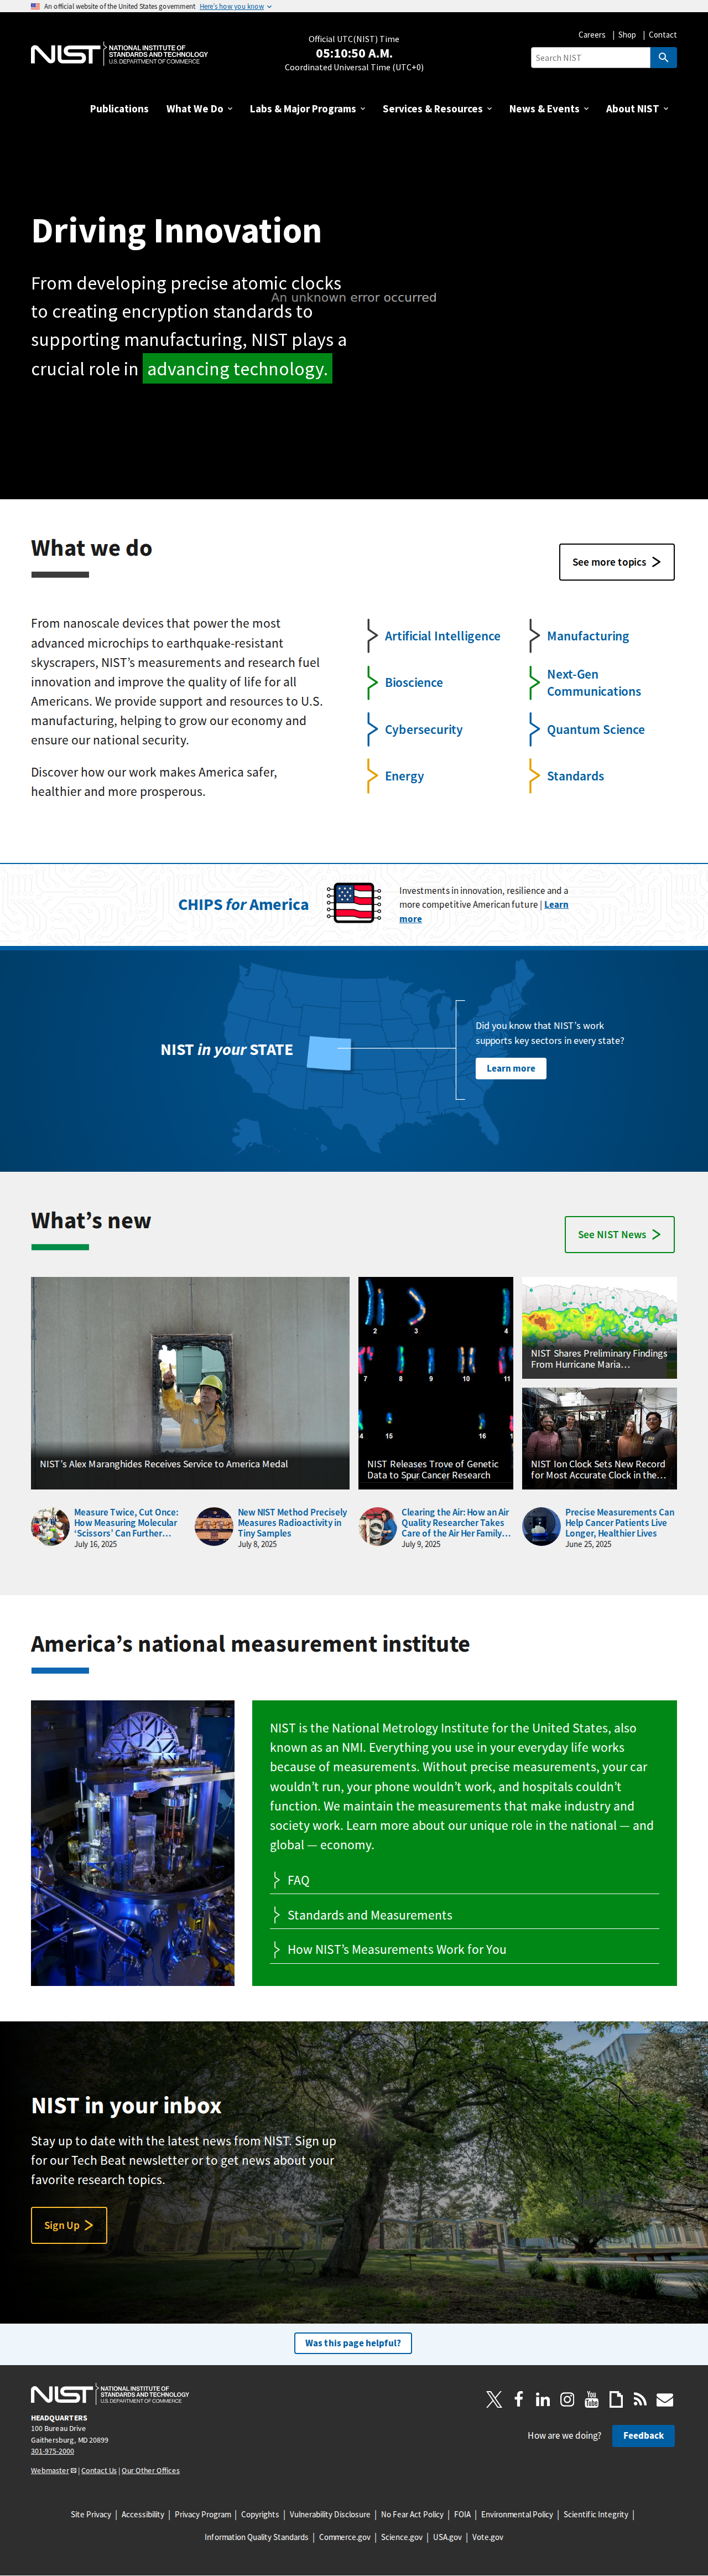 An official website of the United States government Here's how you know
NIST NATIONAL INSTITUTE OF STANDARDS AND TECHNOLOGY U.S. DEPARTMENT OF COMMERCE
Official UTC(NIST) Time
05:10:50 A.M.
Coordinated Universal Time (UTC+0)
Careers | Shop | Contact
Search NIST
Publications What We Do Labs & Major Programs Services & Resources News & Events About NIST
Driving Innovation
From developing precise atomic clocks
to creating encryption standards to
supporting manufacturing, NIST plays a
crucial role in advancing technology.
An unknown error occurred
What we do
See more topics
From nanoscale devices that power the most
advanced microchips to earthquake-resistant
skyscrapers, NIST's measurements and research fuel
innovation and improve the quality of life for all
Americans. We provide support and resources to U.S.
manufacturing, helping to grow our economy and
ensure our national security.
Discover how our work makes America safer,
healthier and more prosperous.
Artificial Intelligence
Bioscience
Cybersecurity
Energy
Manufacturing
Next-Gen
Communications
Quantum Science
Standards
CHIPS for America
Investments in innovation, resilience and a
more competitive American future | Learn
more
NIST in your STATE
Did you know that NIST's work
supports key sectors in every state?
Learn more
What's new
See NIST News
NIST's Alex Maranghides Receives Service to America Medal
2 3 4
7 8 9 10 11
14 15 16
NIST Releases Trove of Genetic
Data to Spur Cancer Research
NIST Shares Preliminary Findings
From Hurricane Maria…
NIST Ion Clock Sets New Record
for Most Accurate Clock in the…
Measure Twice, Cut Once:
How Measuring Molecular
'Scissors' Can Further…
July 16, 2025
New NIST Method Precisely
Measures Radioactivity in
Tiny Samples
July 8, 2025
Clearing the Air: How an Air
Quality Researcher Takes
Care of the Air Her Family…
July 9, 2025
Precise Measurements Can
Help Cancer Patients Live
Longer, Healthier Lives
June 25, 2025
America's national measurement institute
NIST is the National Metrology Institute for the United States, also
known as an NMI. Everything you use in your everyday life works
because of measurements. Without precise measurements, your car
wouldn't run, your phone wouldn't work, and hospitals couldn't
function. We maintain the measurements that make industry and
society work. Learn more about our unique role in the national — and
global — economy.
FAQ
Standards and Measurements
How NIST's Measurements Work for You
NIST in your inbox
Stay up to date with the latest news from NIST. Sign up
for our Tech Beat newsletter or to get news about your
favorite research topics.
Sign Up
Was this page helpful?
NIST NATIONAL INSTITUTE OF STANDARDS AND TECHNOLOGY U.S. DEPARTMENT OF COMMERCE
HEADQUARTERS
100 Bureau Drive
Gaithersburg, MD 20899
301-975-2000
Webmaster | Contact Us | Our Other Offices
You Tube
How are we doing? Feedback
Site Privacy | Accessibility | Privacy Program | Copyrights | Vulnerability Disclosure | No Fear Act Policy | FOIA | Environmental Policy | Scientific Integrity |
Information Quality Standards | Commerce.gov | Science.gov | USA.gov | Vote.gov